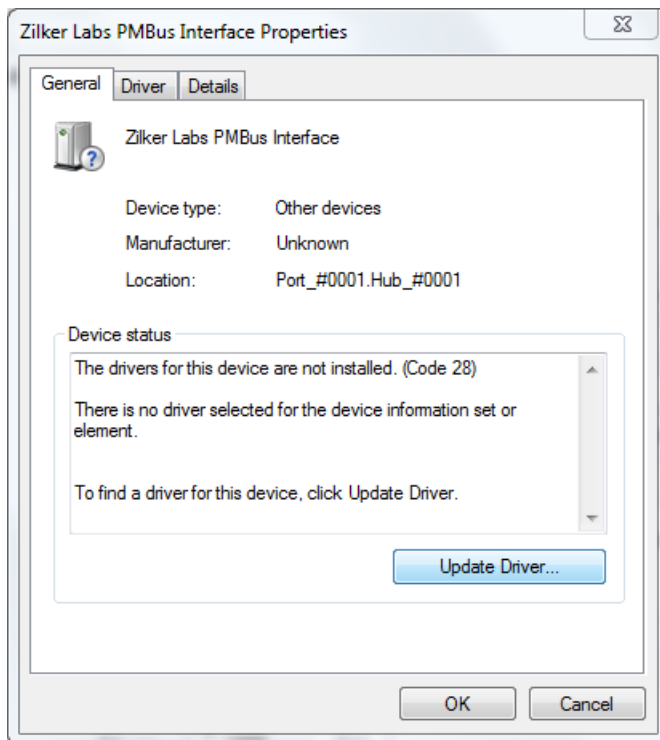 Zilker Labs PMBus Interface Properties
General Driver Details
Zilker Labs PMBus Interface
Device type: Other devices
Manufacturer: Unknown
Location: Port_#0001.Hub_#0001
Device status
The drivers for this device are not installed. (Code 28)
There is no driver selected for the device information set or
element.
To find a driver for this device, click Update Driver.
Update Driver...
OK Cancel